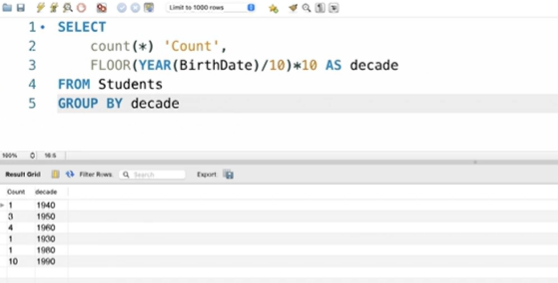 Limit to 1000 rows
1 SELECT
2 count(*) 'Count',
3 FLOOR(YEAR(BirthDate)/10)*10 AS decade
4 FROM Students
5 GROUP BY decade
100% 16:5
Result Grid Filter Rows: Search Export:
Count decade
1 1940
3 1950
4 1960
1 1930
1 1980
10 1990